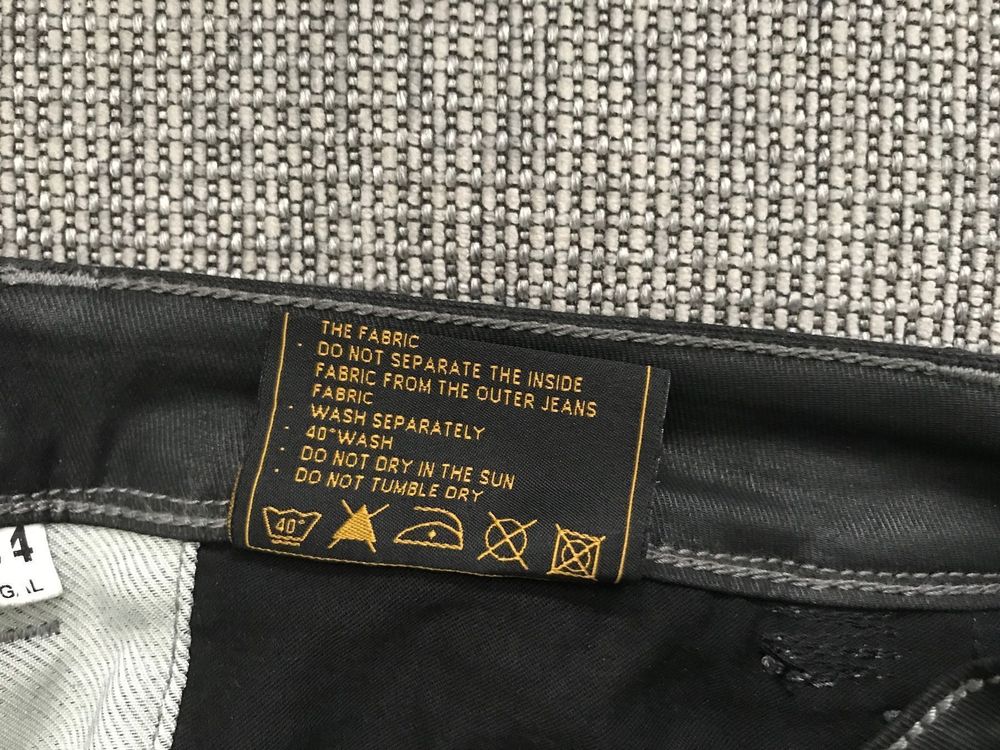 THE FABRIC
- DO NOT SEPARATE THE INSIDE
FABRIC FROM THE OUTER JEANS
FABRIC
- WASH SEPARATELY
- 40°WASH
- DO NOT DRY IN THE SUN
- DO NOT TUMBLE DRY
40°
4